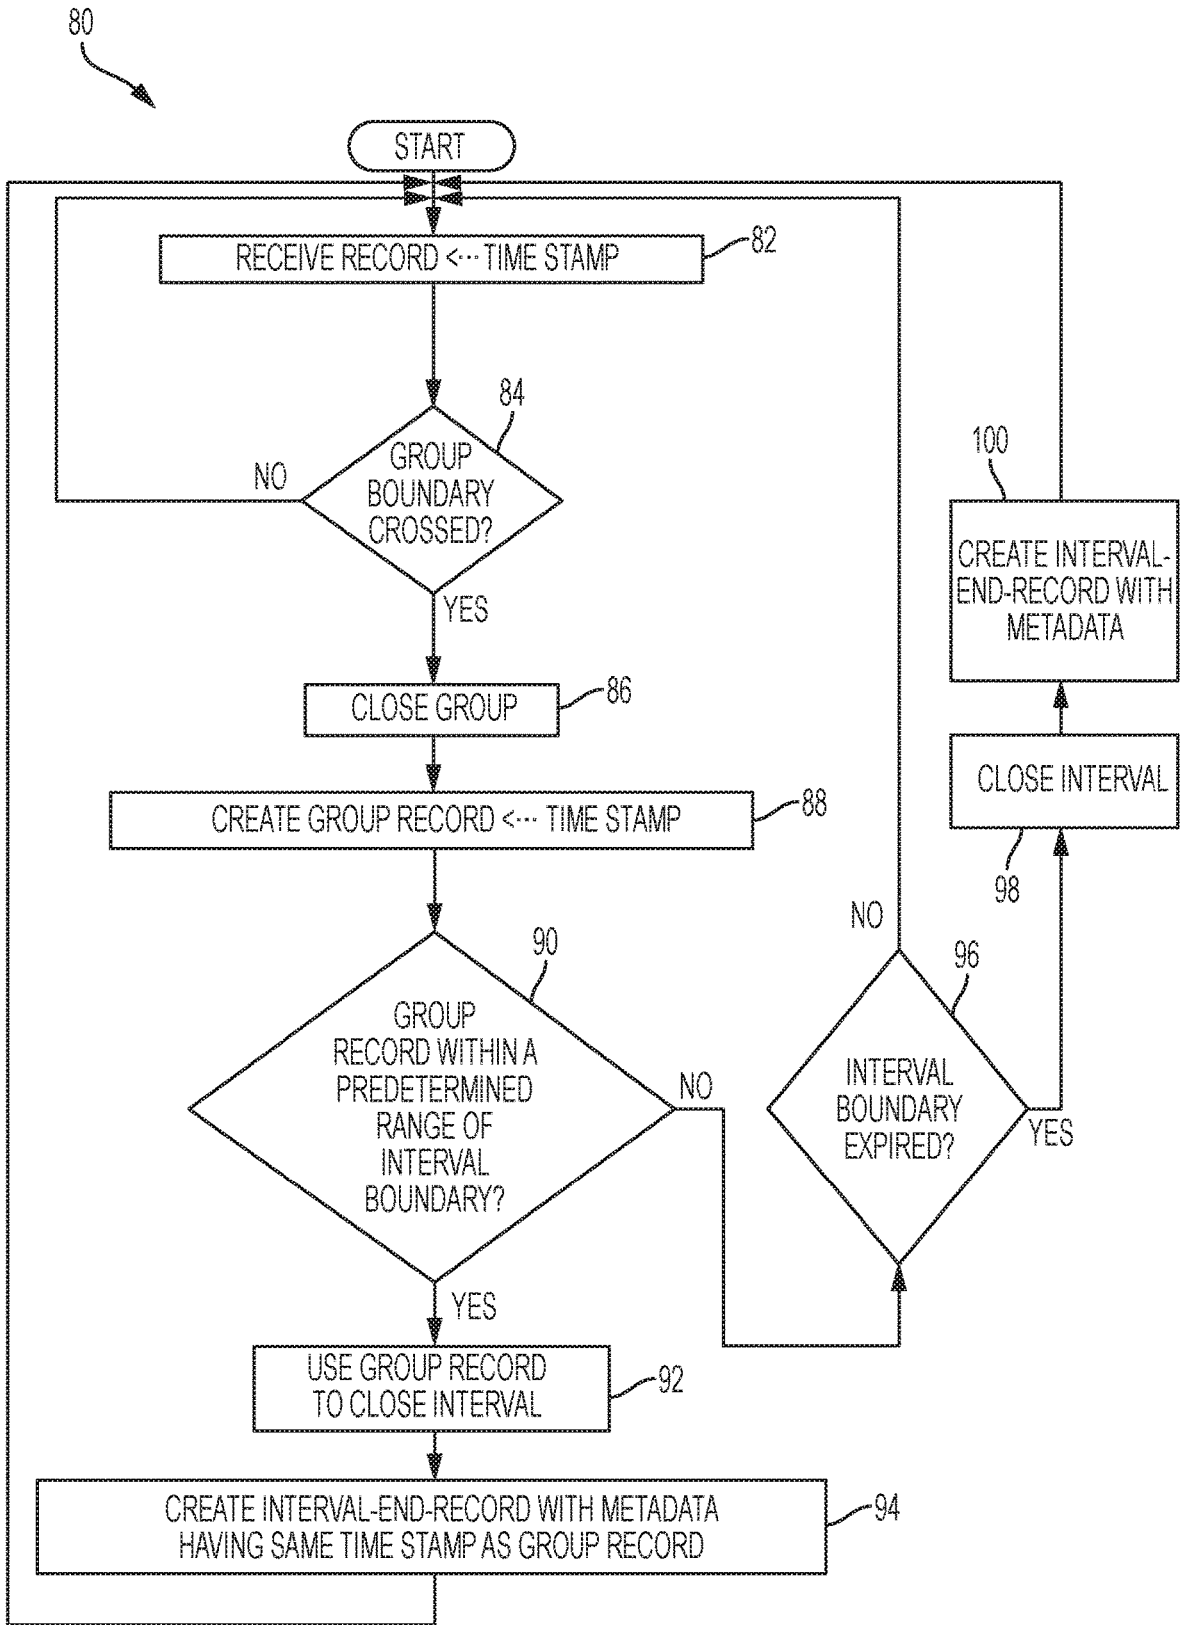 80
START
RECEIVE RECORD <··· TIME STAMP
82
84
GROUP
BOUNDARY
CROSSED?
NO
YES
CLOSE GROUP
86
CREATE GROUP RECORD <··· TIME STAMP
88
90
GROUP
RECORD WITHIN A
PREDETERMINED
RANGE OF
INTERVAL
BOUNDARY?
NO
YES
USE GROUP RECORD
TO CLOSE INTERVAL
92
CREATE INTERVAL-END-RECORD WITH METADATA
HAVING SAME TIME STAMP AS GROUP RECORD
94
96
INTERVAL
BOUNDARY
EXPIRED?
NO
YES
CLOSE INTERVAL
98
100
CREATE INTERVAL-
END-RECORD WITH
METADATA